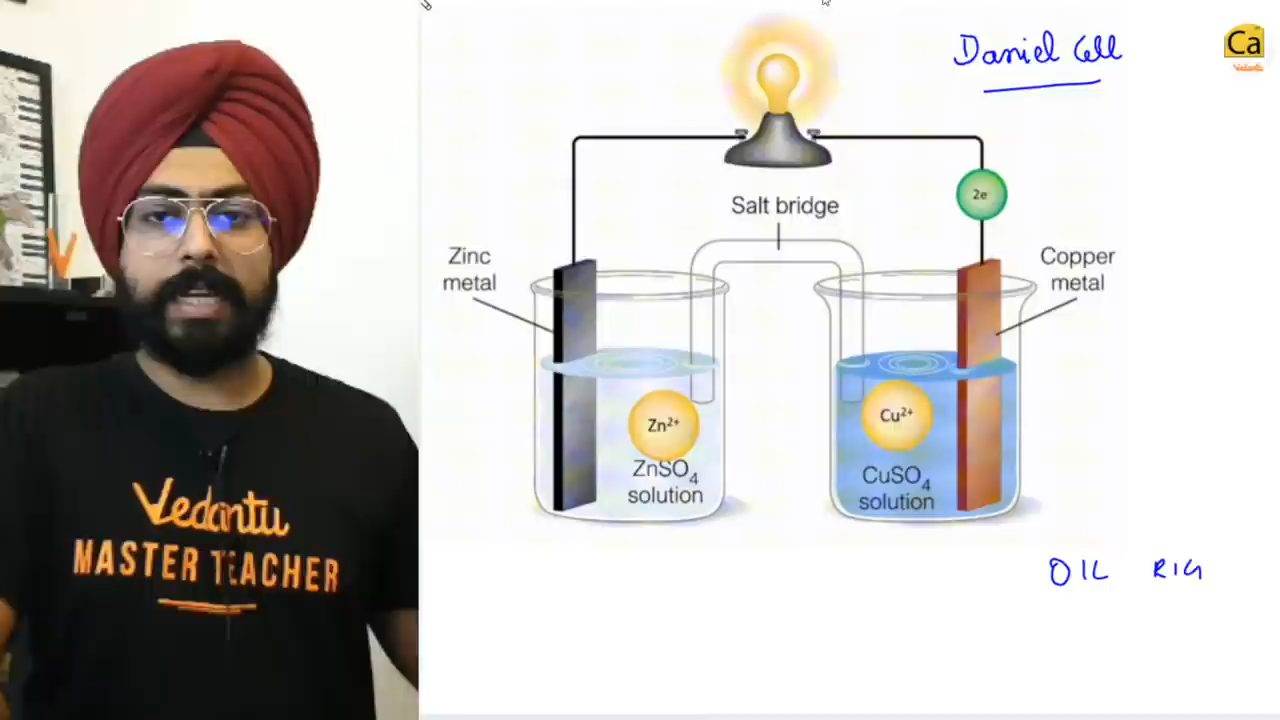 Daniel Cell
Ca
Vedantu
2e
Salt bridge
Zinc
metal
Copper
metal
Zn²⁺
Cu²⁺
ZnSO₄
solution
CuSO₄
solution
Vedantu
MASTER TEACHER
OIL RIG